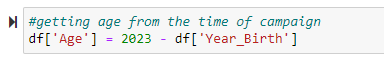 #getting age from the time of campaign
df['Age'] = 2023 - df['Year_Birth']